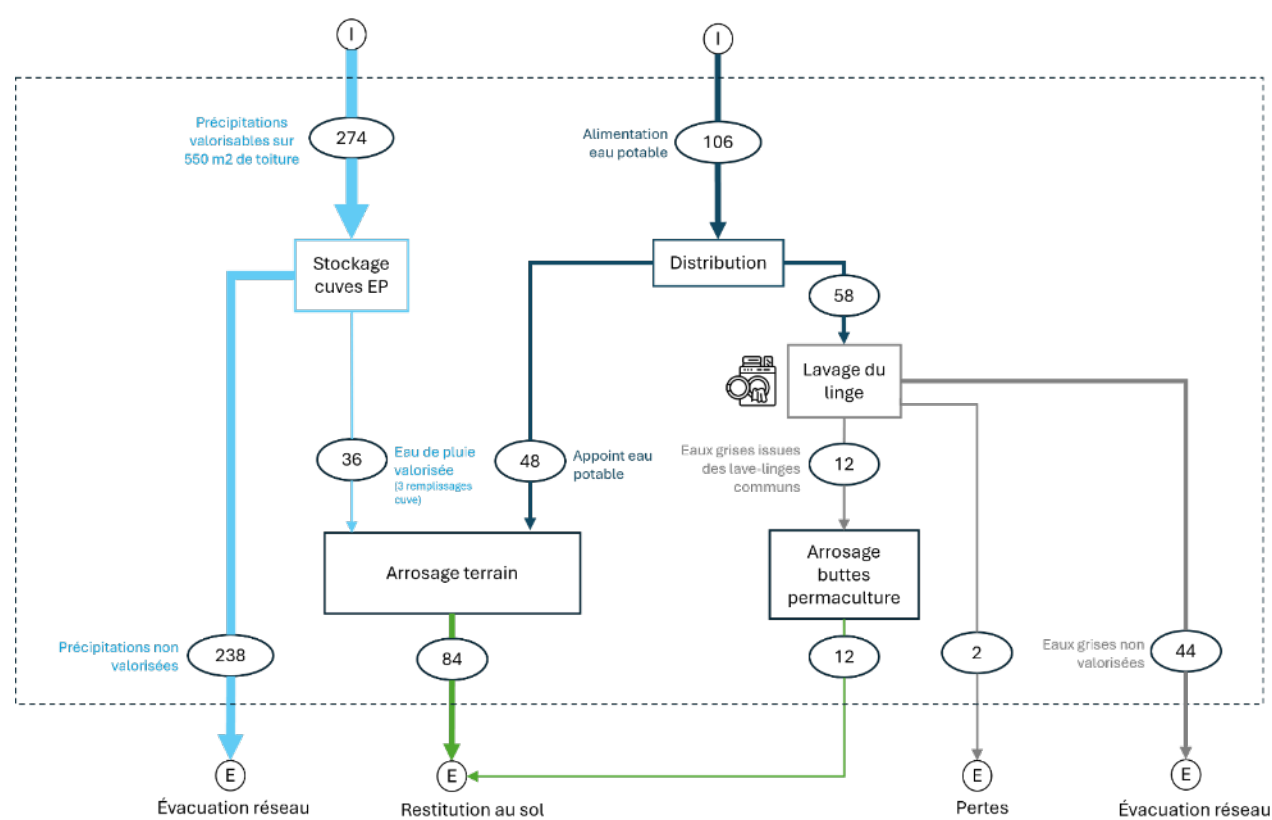 I
I
Précipitations
valorisables sur
550 m2 de toiture
274
Alimentation
eau potable
106
Stockage
cuves EP
Distribution
58
Lavage du
linge
36
Eau de pluie
valorisée
(3 remplissages
cuve)
48
Appoint eau
potable
Eaux grises issues
des lave-linges
communs
12
Arrosage terrain
Arrosage
buttes
permaculture
Précipitations non
valorisées
238
84
12
2
Eaux grises non
valorisées
44
E
E
E
E
Évacuation réseau
Restitution au sol
Pertes
Évacuation réseau